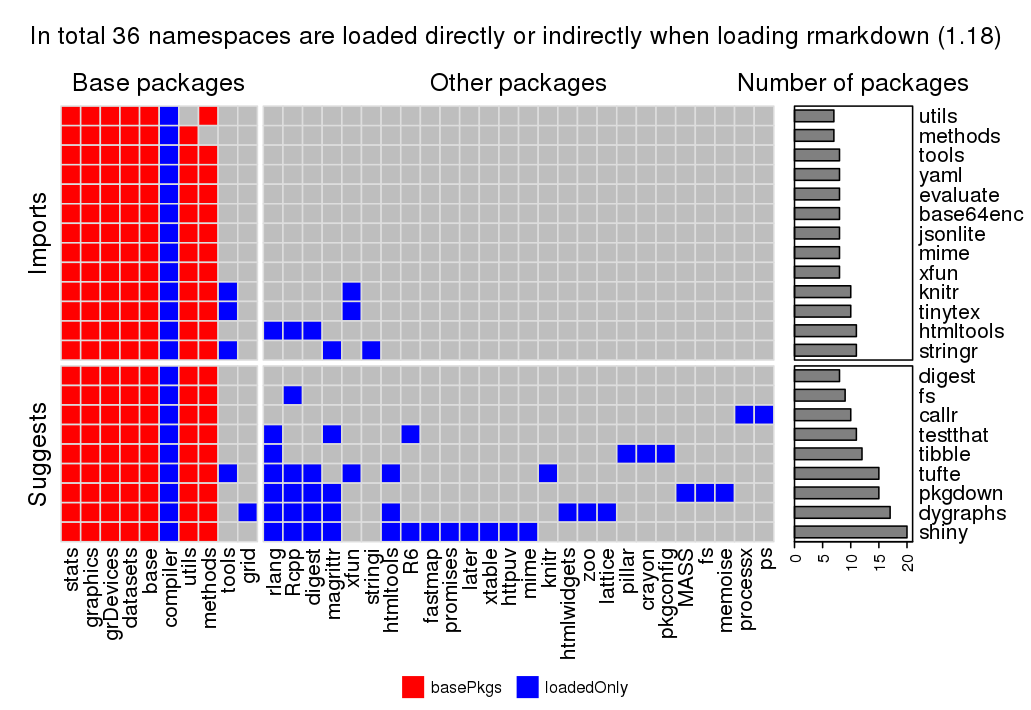 In total 36 namespaces are loaded directly or indirectly when loading rmarkdown (1.18)
Base packages
Other packages
Number of packages
Imports
utils
methods
tools
yaml
evaluate
base64enc
jsonlite
mime
xfun
knitr
tinytex
htmltools
stringr
Suggests
digest
fs
callr
testthat
tibble
tufte
pkgdown
dygraphs
shiny
stats
graphics
grDevices
datasets
base
compiler
utils
methods
tools
grid
rlang
Rcpp
digest
magrittr
xfun
stringi
htmltools
R6
fastmap
promises
later
xtable
httpuv
mime
knitr
htmlwidgets
zoo
lattice
pillar
crayon
pkgconfig
MASS
fs
memoise
processx
ps
0
5
10
15
20
basePkgs
loadedOnly